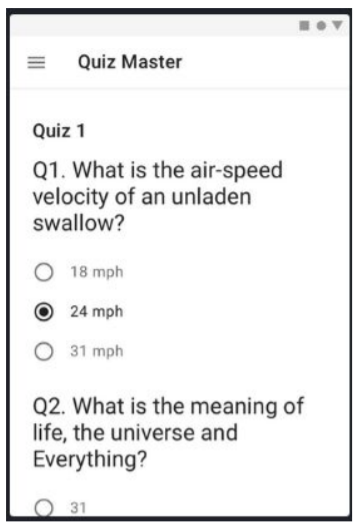 Quiz Master
Quiz 1
Q1. What is the air-speed
velocity of an unladen
swallow?
18 mph
24 mph
31 mph
Q2. What is the meaning of
life, the universe and
Everything?
31